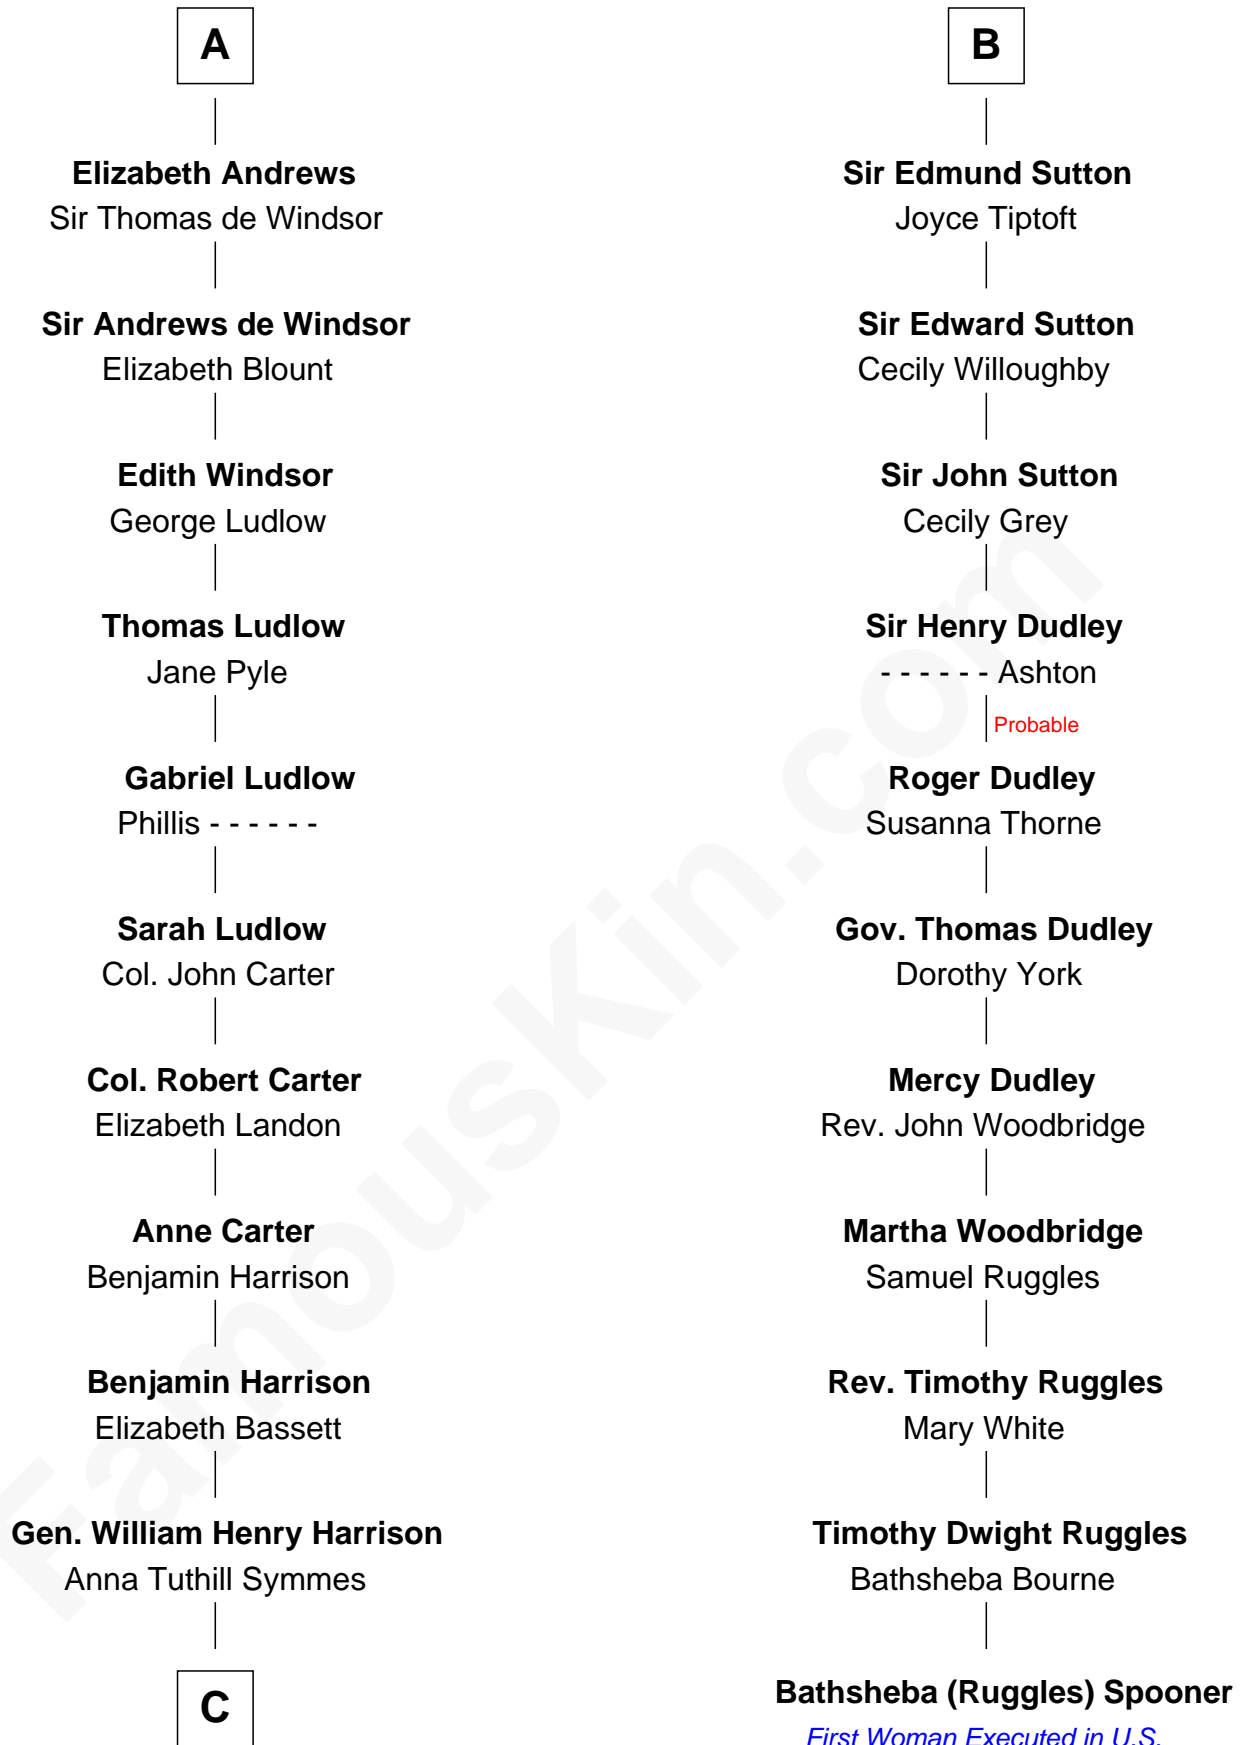 A
Elizabeth Andrews
Sir Thomas de Windsor
Sir Andrews de Windsor
Elizabeth Blount
Edith Windsor
George Ludlow
Thomas Ludlow
Jane Pyle
Gabriel Ludlow
Phillis - - - - - -
Sarah Ludlow
Col. John Carter
Col. Robert Carter
Elizabeth Landon
Anne Carter
Benjamin Harrison
Benjamin Harrison
Elizabeth Bassett
Gen. William Henry Harrison
Anna Tuthill Symmes
C
B
Sir Edmund Sutton
Joyce Tiptoft
Sir Edward Sutton
Cecily Willoughby
Sir John Sutton
Cecily Grey
Sir Henry Dudley
- - - - - - Ashton
Probable
Roger Dudley
Susanna Thorne
Gov. Thomas Dudley
Dorothy York
Mercy Dudley
Rev. John Woodbridge
Martha Woodbridge
Samuel Ruggles
Rev. Timothy Ruggles
Mary White
Timothy Dwight Ruggles
Bathsheba Bourne
Bathsheba (Ruggles) Spooner
First Woman Executed in U.S.
FamousKin.com